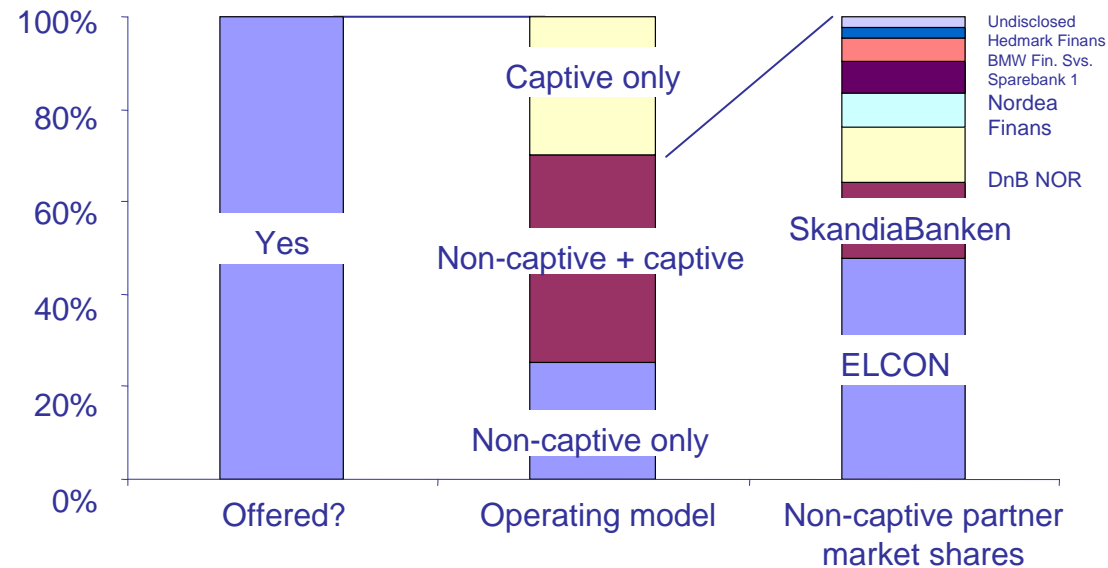 100%
80%
60%
40%
20%
0%
Yes
Offered?
Captive only
Non-captive + captive
Non-captive only
Operating model
Undisclosed
Hedmark Finans
BMW Fin. Svs.
Sparebank 1
Nordea
Finans
DnB NOR
SkandiaBanken
ELCON
Non-captive partner
market shares